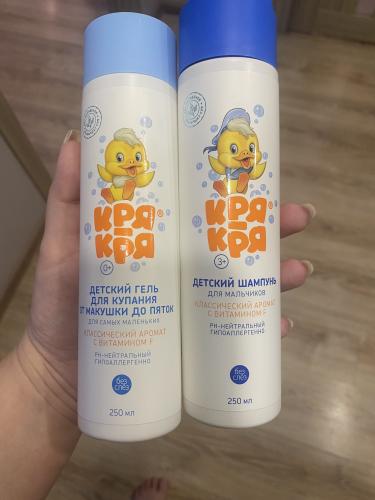 КРЯ
КРЯ®
0+
ДЕТСКИЙ ГЕЛЬ
ДЛЯ КУПАНИЯ
ОТ МАКУШКИ ДО ПЯТОК
ДЛЯ САМЫХ МАЛЕНЬКИХ
КЛАССИЧЕСКИЙ АРОМАТ
С ВИТАМИНОМ F
PH-НЕЙТРАЛЬНЫЙ
ГИПОАЛЛЕРГЕННО
без
слёз
250 МЛ
КРЯ®
КРЯ
3+
ДЕТСКИЙ ШАМПУНЬ
ДЛЯ МАЛЬЧИКОВ
КЛАССИЧЕСКИЙ АРОМАТ
С ВИТАМИНОМ F
PH-НЕЙТРАЛЬНЫЙ
ГИПОАЛЛЕРГЕННО
без
слёз
250 МЛ